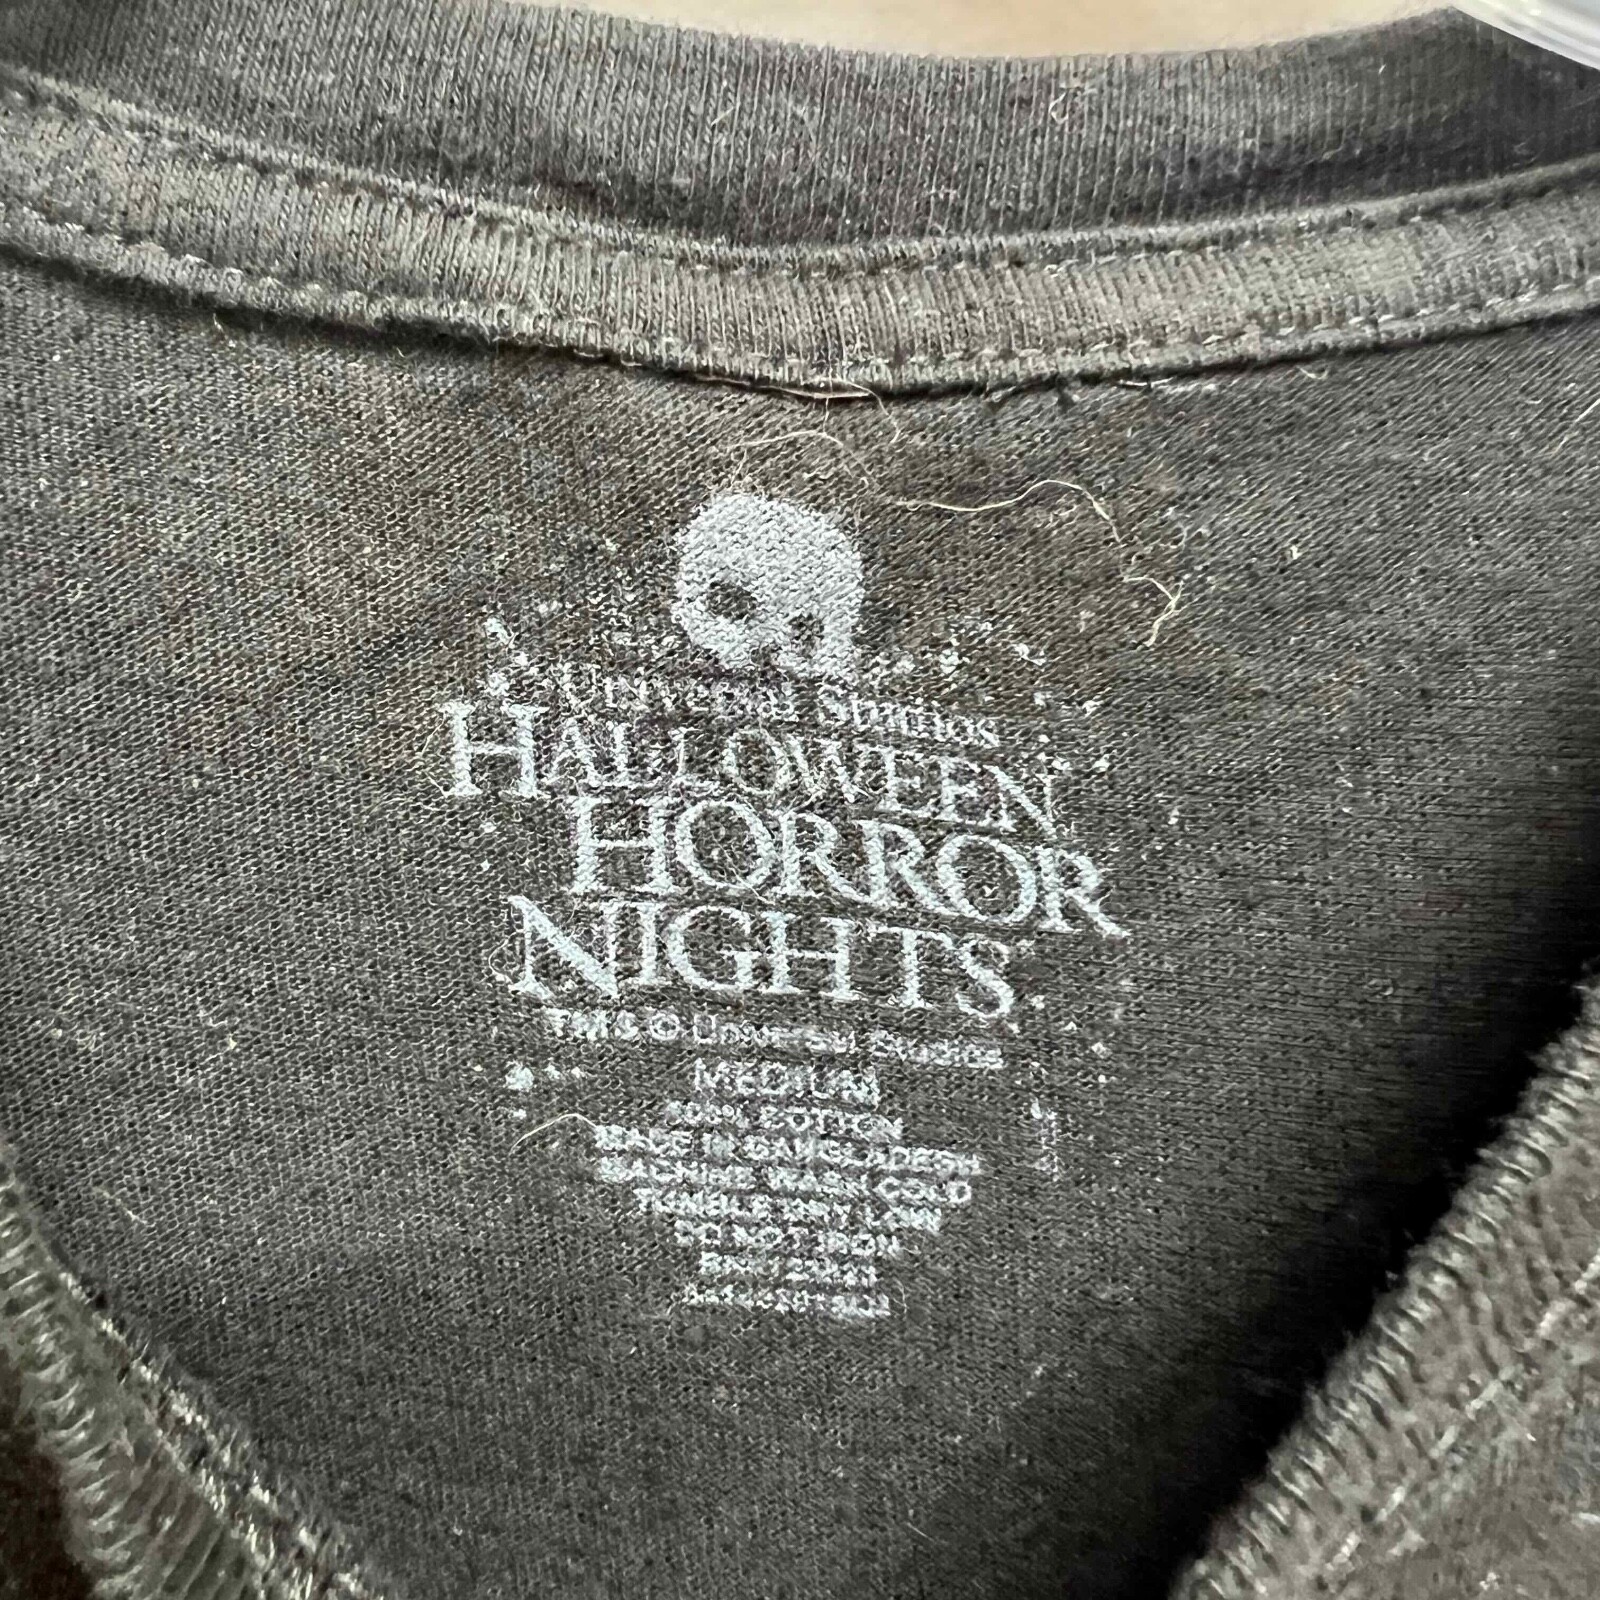 Universal Studios
HALLOWEEN
HORROR
NIGHTS
TM & © Universal Studios
MEDIUM
100% COTTON
MADE IN BANGLADESH
MACHINE WASH COLD
TUMBLE DRY LOW
DO NOT IRON